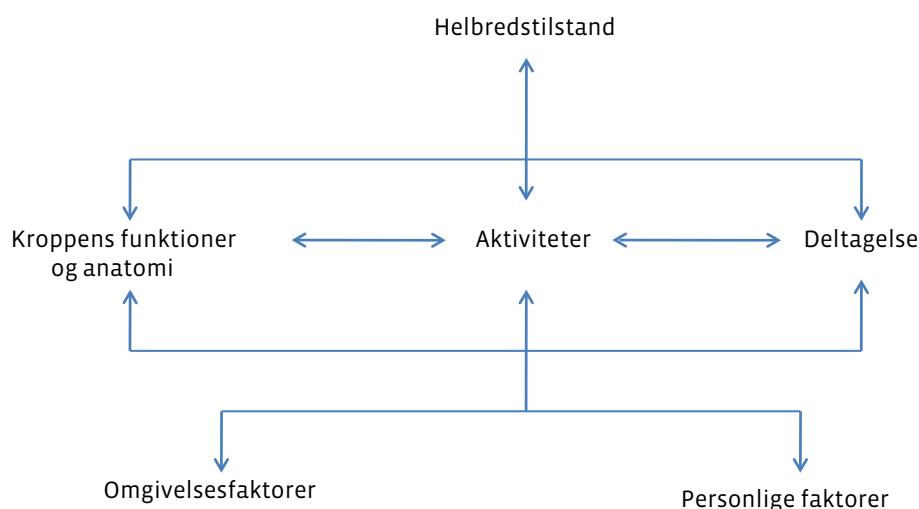 Helbredstilstand
Kroppens funktioner
og anatomi
Aktiviteter
Deltagelse
Omgivelsesfaktorer
Personlige faktorer